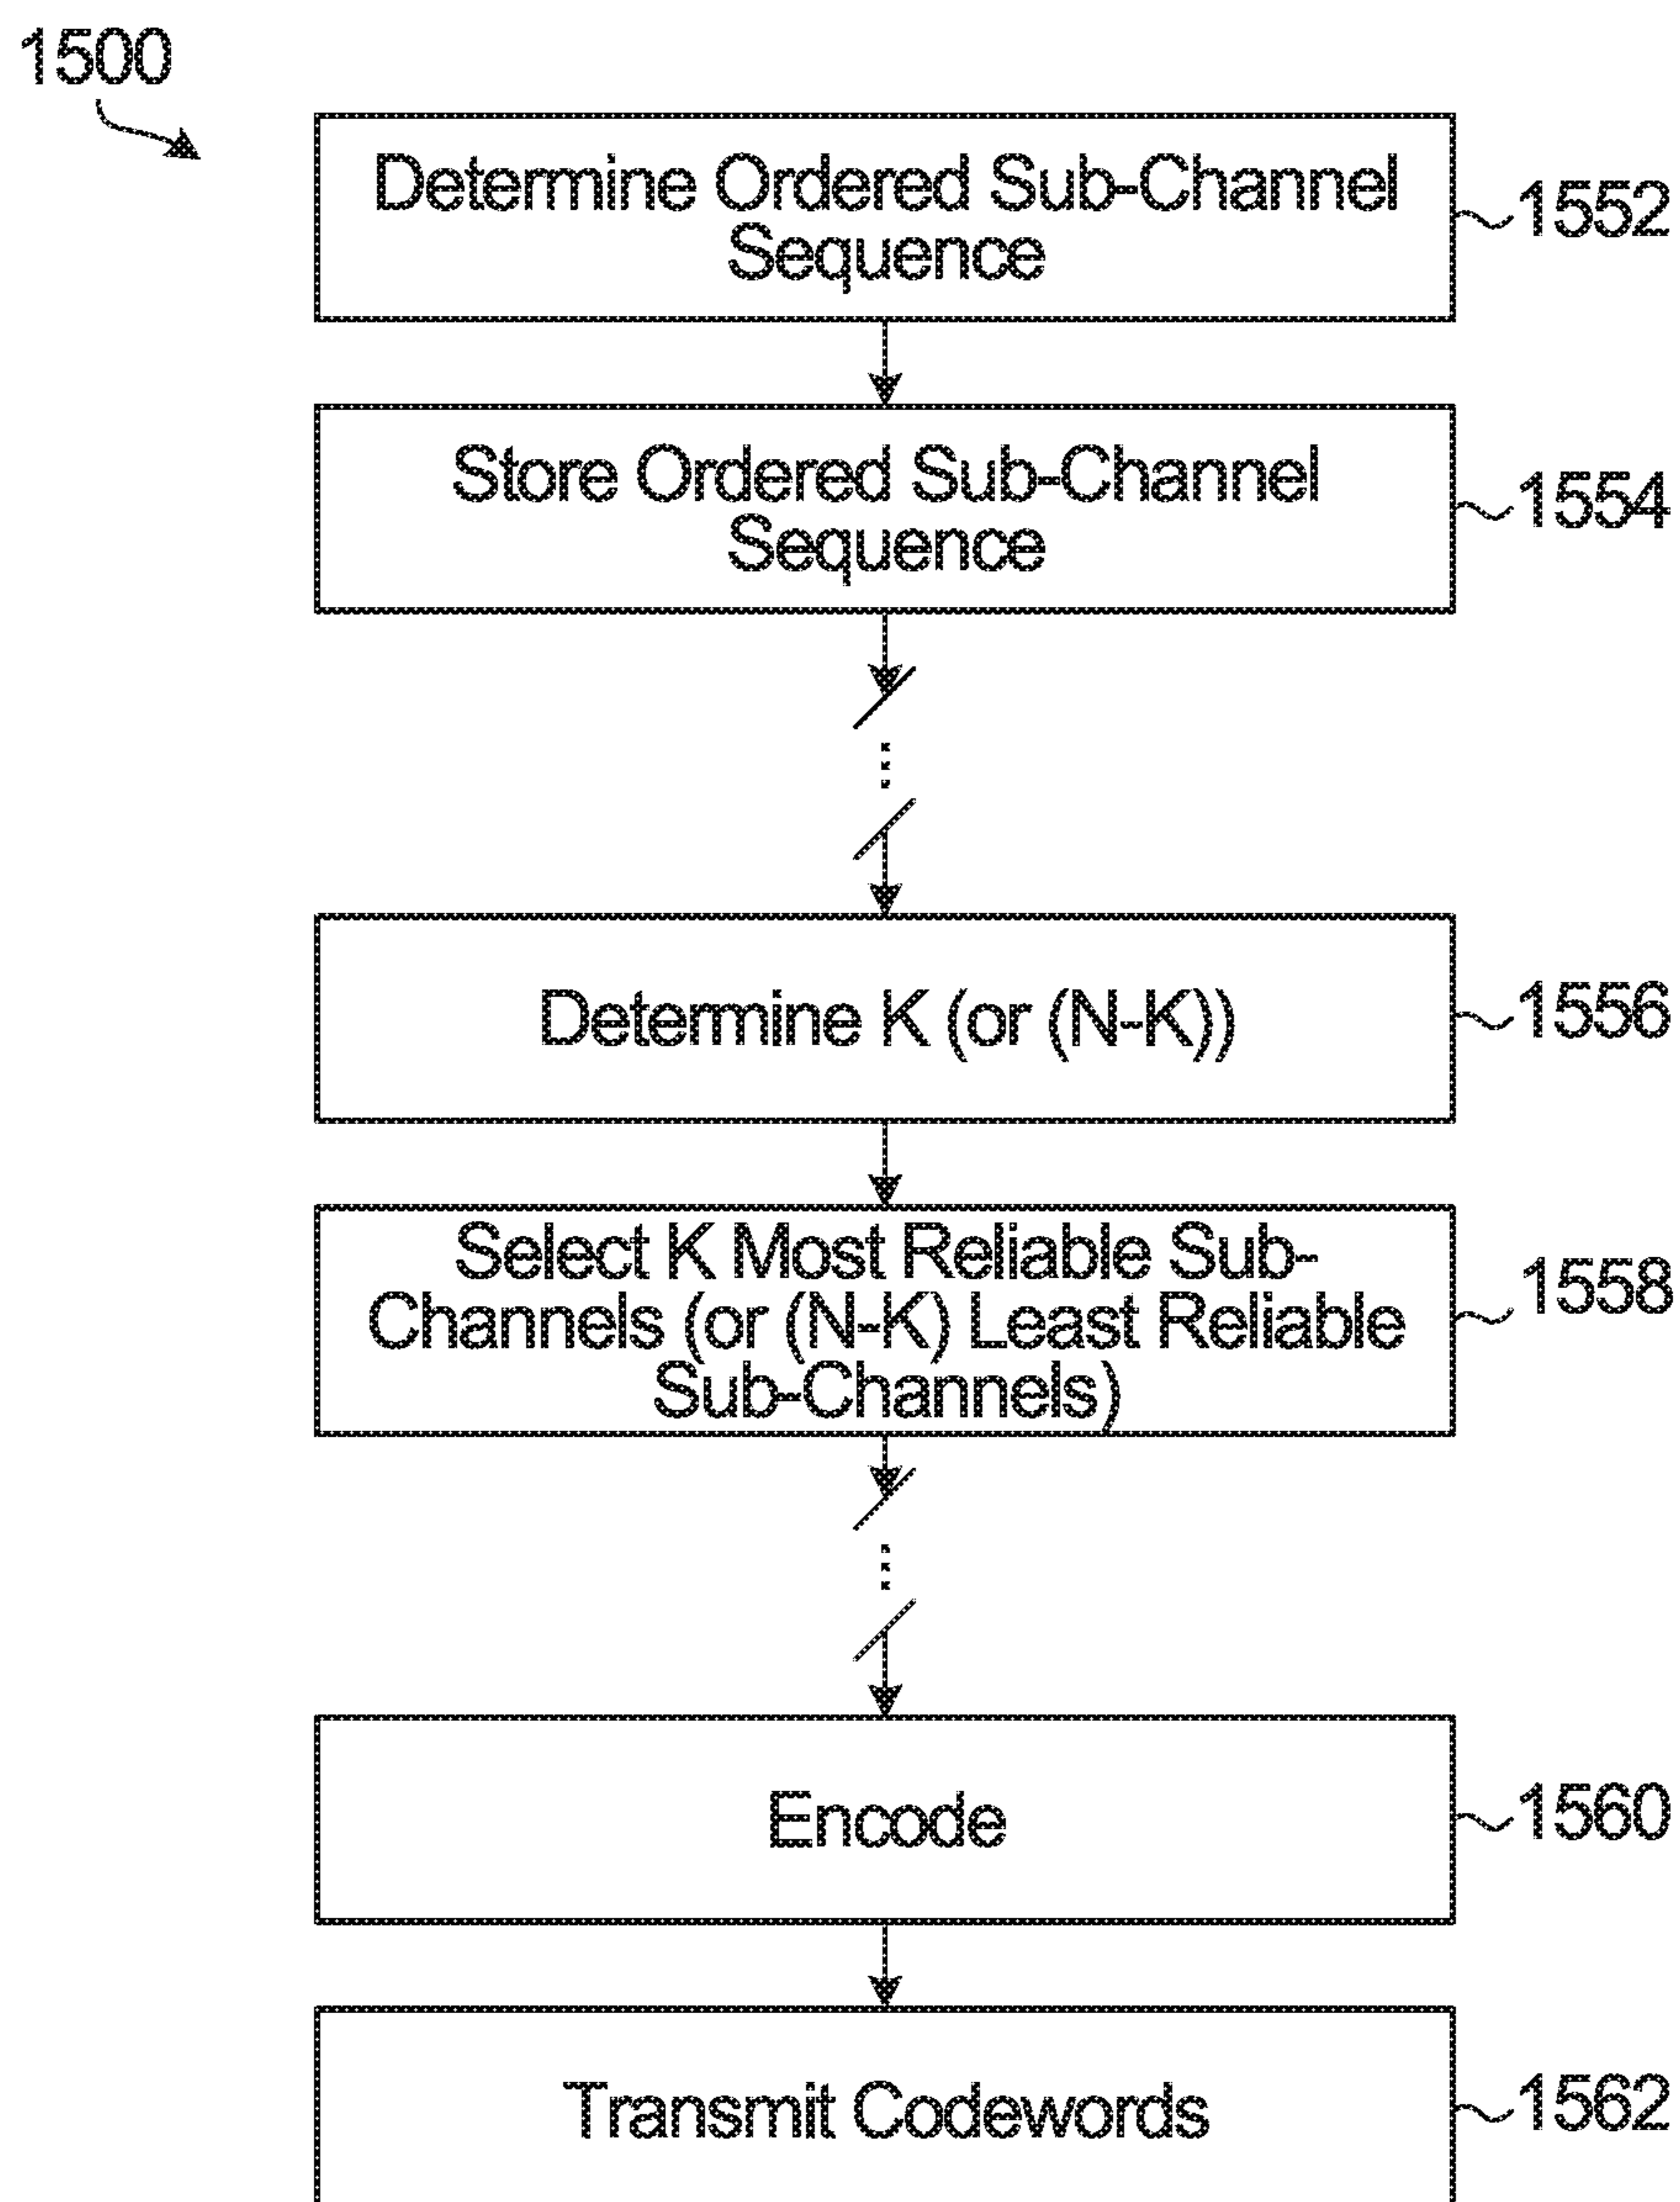 1500
Determine Ordered Sub-Channel
Sequence
1552
Store Ordered Sub-Channel
Sequence
1554
Determine K (or (N-K))
1556
Select K Most Reliable Sub-
Channels (or (N-K) Least Reliable
Sub-Channels)
1558
Encode
1560
Transmit Codewords
1562